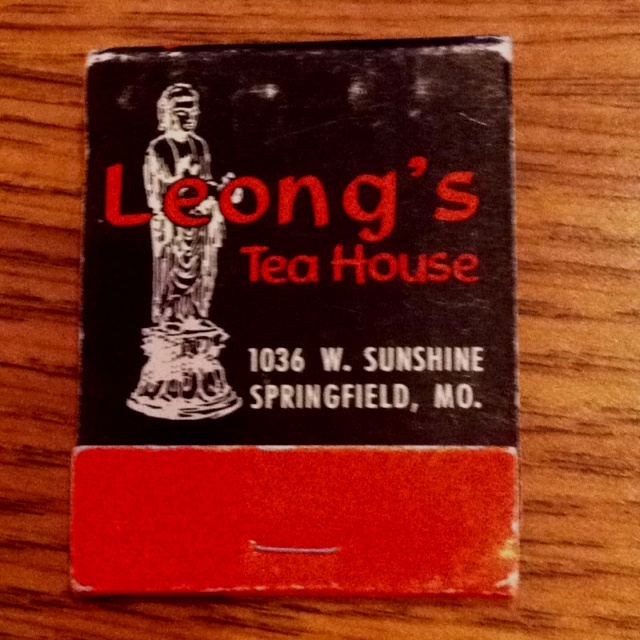 Leong's
Tea House
1036 W. SUNSHINE
SPRINGFIELD, MO.